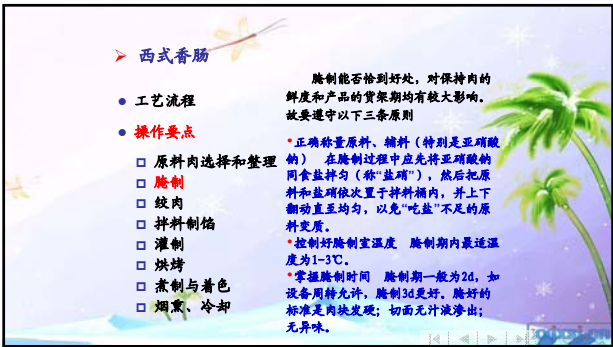 西式香肠
工艺流程
操作要点
原料肉选择和整理
腌制
绞肉
拌料制馅
灌制
烘烤
煮制与着色
烟熏、冷却
腌制能否恰到好处，对保持肉的
鲜度和产品的货架期均有较大影响。
故要遵守以下三条原则
•正确称量原料、辅料（特别是亚硝酸
钠） 在腌制过程中应先将亚硝酸钠
同食盐拌匀（称“盐硝”），然后把原
料和盐硝依次置于拌料桶内，并上下
翻动直至均匀，以免“吃盐”不足的原
料变质。
•控制好腌制室温度 腌制期内最适温
度为1-3℃。
•掌握腌制时间 腌制期一般为2d，如
设备周转允许，腌制3d更好。腌好的
标准是肉块发硬；切面无汁液渗出；
无异味。